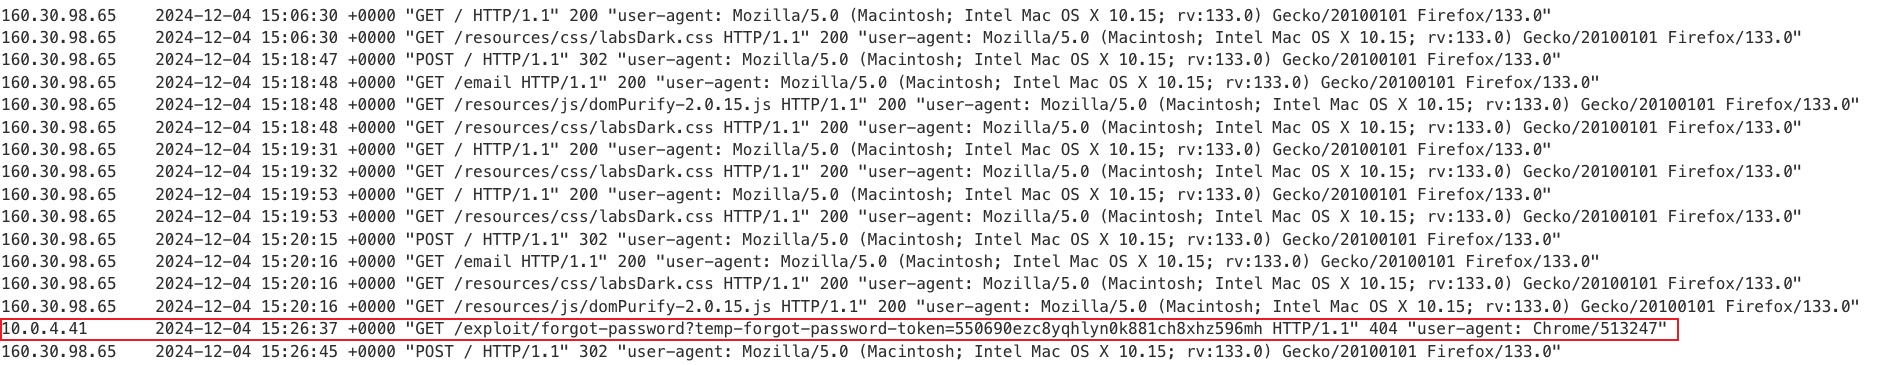 160.30.98.65    2024-12-04 15:06:30 +0000 "GET / HTTP/1.1" 200 "user-agent: Mozilla/5.0 (Macintosh; Intel Mac OS X 10.15; rv:133.0) Gecko/20100101 Firefox/133.0"
160.30.98.65    2024-12-04 15:06:30 +0000 "GET /resources/css/labsDark.css HTTP/1.1" 200 "user-agent: Mozilla/5.0 (Macintosh; Intel Mac OS X 10.15; rv:133.0) Gecko/20100101 Firefox/133.0"
160.30.98.65    2024-12-04 15:18:47 +0000 "POST / HTTP/1.1" 302 "user-agent: Mozilla/5.0 (Macintosh; Intel Mac OS X 10.15; rv:133.0) Gecko/20100101 Firefox/133.0"
160.30.98.65    2024-12-04 15:18:48 +0000 "GET /email HTTP/1.1" 200 "user-agent: Mozilla/5.0 (Macintosh; Intel Mac OS X 10.15; rv:133.0) Gecko/20100101 Firefox/133.0"
160.30.98.65    2024-12-04 15:18:48 +0000 "GET /resources/js/domPurify-2.0.15.js HTTP/1.1" 200 "user-agent: Mozilla/5.0 (Macintosh; Intel Mac OS X 10.15; rv:133.0) Gecko/20100101 Firefox/133.0"
160.30.98.65    2024-12-04 15:18:48 +0000 "GET /resources/css/labsDark.css HTTP/1.1" 200 "user-agent: Mozilla/5.0 (Macintosh; Intel Mac OS X 10.15; rv:133.0) Gecko/20100101 Firefox/133.0"
160.30.98.65    2024-12-04 15:19:31 +0000 "GET / HTTP/1.1" 200 "user-agent: Mozilla/5.0 (Macintosh; Intel Mac OS X 10.15; rv:133.0) Gecko/20100101 Firefox/133.0"
160.30.98.65    2024-12-04 15:19:32 +0000 "GET /resources/css/labsDark.css HTTP/1.1" 200 "user-agent: Mozilla/5.0 (Macintosh; Intel Mac OS X 10.15; rv:133.0) Gecko/20100101 Firefox/133.0"
160.30.98.65    2024-12-04 15:19:53 +0000 "GET / HTTP/1.1" 200 "user-agent: Mozilla/5.0 (Macintosh; Intel Mac OS X 10.15; rv:133.0) Gecko/20100101 Firefox/133.0"
160.30.98.65    2024-12-04 15:19:53 +0000 "GET /resources/css/labsDark.css HTTP/1.1" 200 "user-agent: Mozilla/5.0 (Macintosh; Intel Mac OS X 10.15; rv:133.0) Gecko/20100101 Firefox/133.0"
160.30.98.65    2024-12-04 15:20:15 +0000 "POST / HTTP/1.1" 302 "user-agent: Mozilla/5.0 (Macintosh; Intel Mac OS X 10.15; rv:133.0) Gecko/20100101 Firefox/133.0"
160.30.98.65    2024-12-04 15:20:16 +0000 "GET /email HTTP/1.1" 200 "user-agent: Mozilla/5.0 (Macintosh; Intel Mac OS X 10.15; rv:133.0) Gecko/20100101 Firefox/133.0"
160.30.98.65    2024-12-04 15:20:16 +0000 "GET /resources/css/labsDark.css HTTP/1.1" 200 "user-agent: Mozilla/5.0 (Macintosh; Intel Mac OS X 10.15; rv:133.0) Gecko/20100101 Firefox/133.0"
160.30.98.65    2024-12-04 15:20:16 +0000 "GET /resources/js/domPurify-2.0.15.js HTTP/1.1" 200 "user-agent: Mozilla/5.0 (Macintosh; Intel Mac OS X 10.15; rv:133.0) Gecko/20100101 Firefox/133.0"
10.0.4.41       2024-12-04 15:26:37 +0000 "GET /exploit/forgot-password?temp-forgot-password-token=550690ezc8yqhlyn0k881ch8xhz596mh HTTP/1.1" 404 "user-agent: Chrome/513247"
160.30.98.65    2024-12-04 15:26:45 +0000 "POST / HTTP/1.1" 302 "user-agent: Mozilla/5.0 (Macintosh; Intel Mac OS X 10.15; rv:133.0) Gecko/20100101 Firefox/133.0"